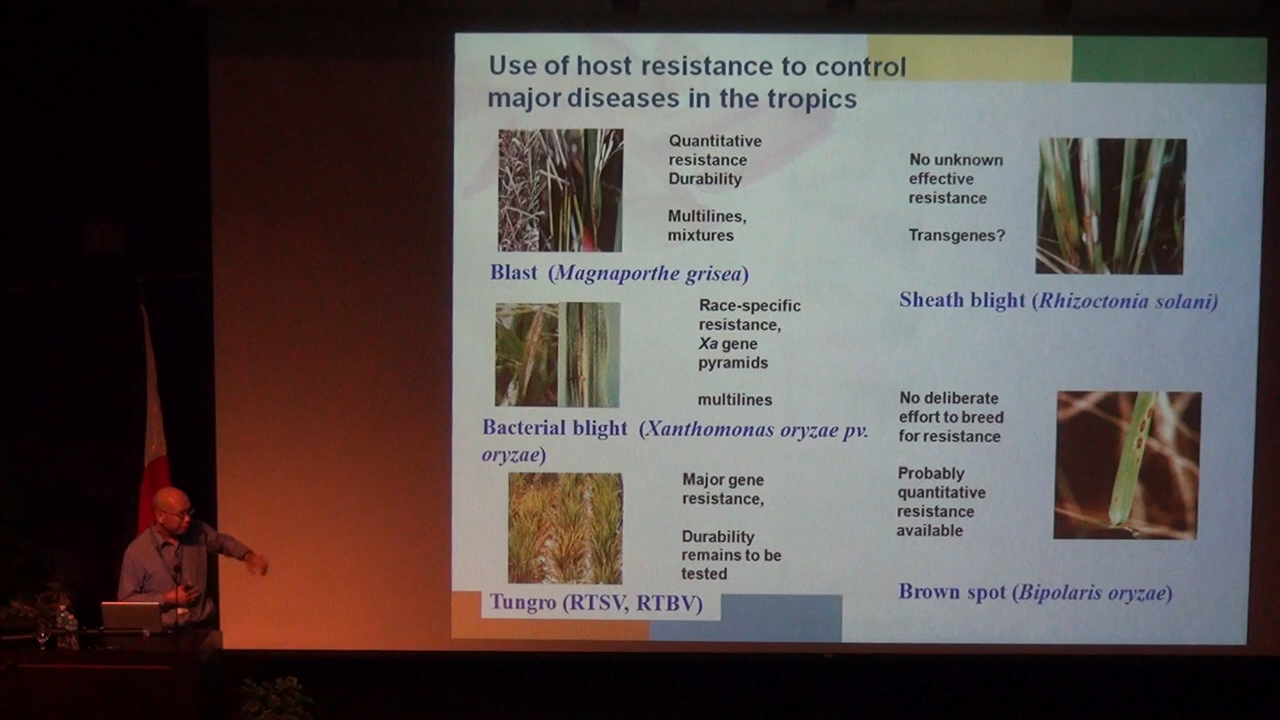 Use of host resistance to control
major diseases in the tropics
Quantitative
resistance
Durability
Multilines,
mixtures
Blast (Magnaporthe grisea)
Race-specific
resistance,
Xa gene
pyramids
multilines
Bacterial blight (Xanthomonas oryzae pv.
oryzae)
Major gene
resistance,
Durability
remains to be
tested
Tungro (RTSV, RTBV)
No unknown
effective
resistance
Transgenes?
Sheath blight (Rhizoctonia solani)
No deliberate
effort to breed
for resistance
Probably
quantitative
resistance
available
Brown spot (Bipolaris oryzae)